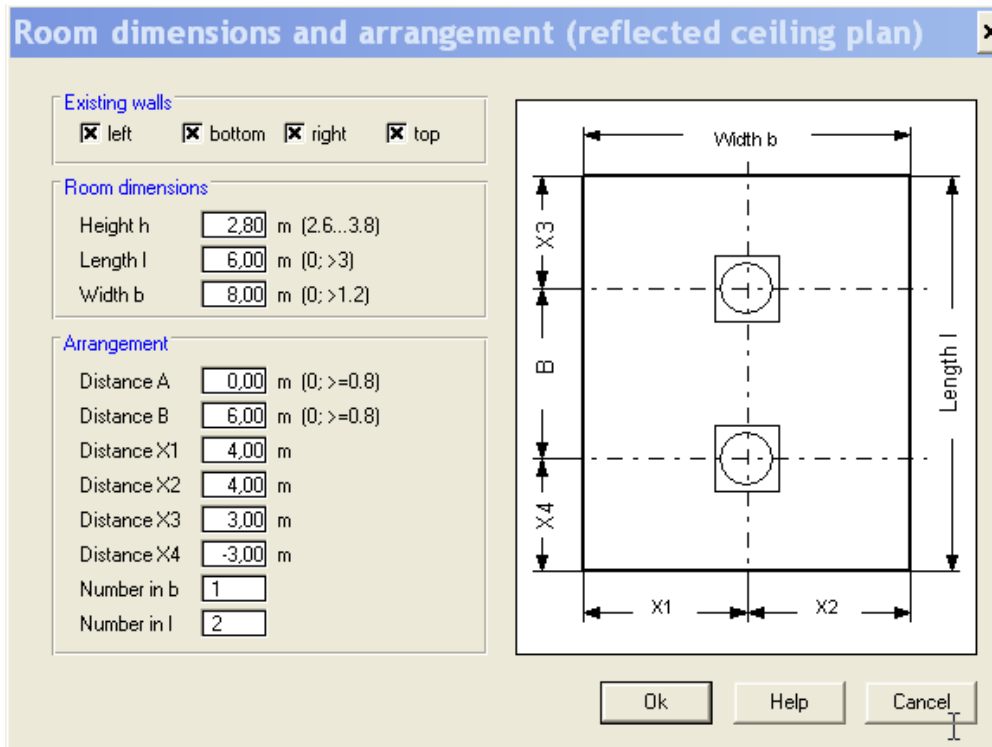 Room dimensions and arrangement (reflected ceiling plan)
Existing walls
left bottom right top
Room dimensions
Height h 2,80 m (2.6...3.8)
Length l 6,00 m (0; >3)
Width b 8,00 m (0; >1.2)
Arrangement
Distance A 0,00 m (0; >=0.8)
Distance B 6,00 m (0; >=0.8)
Distance X1 4,00 m
Distance X2 4,00 m
Distance X3 3,00 m
Distance X4 -3,00 m
Number in b 1
Number in l 2
Width b
X3
B
X4
Length l
X1 X2
Ok Help Cancel